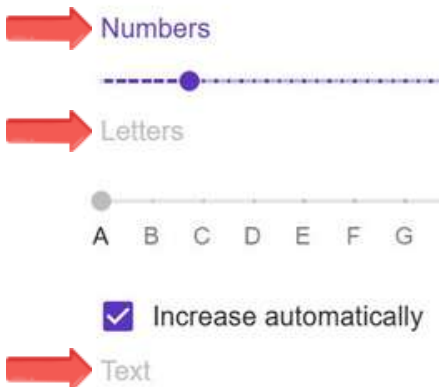 Numbers
Letters
A B C D E F G
Increase automatically
Text